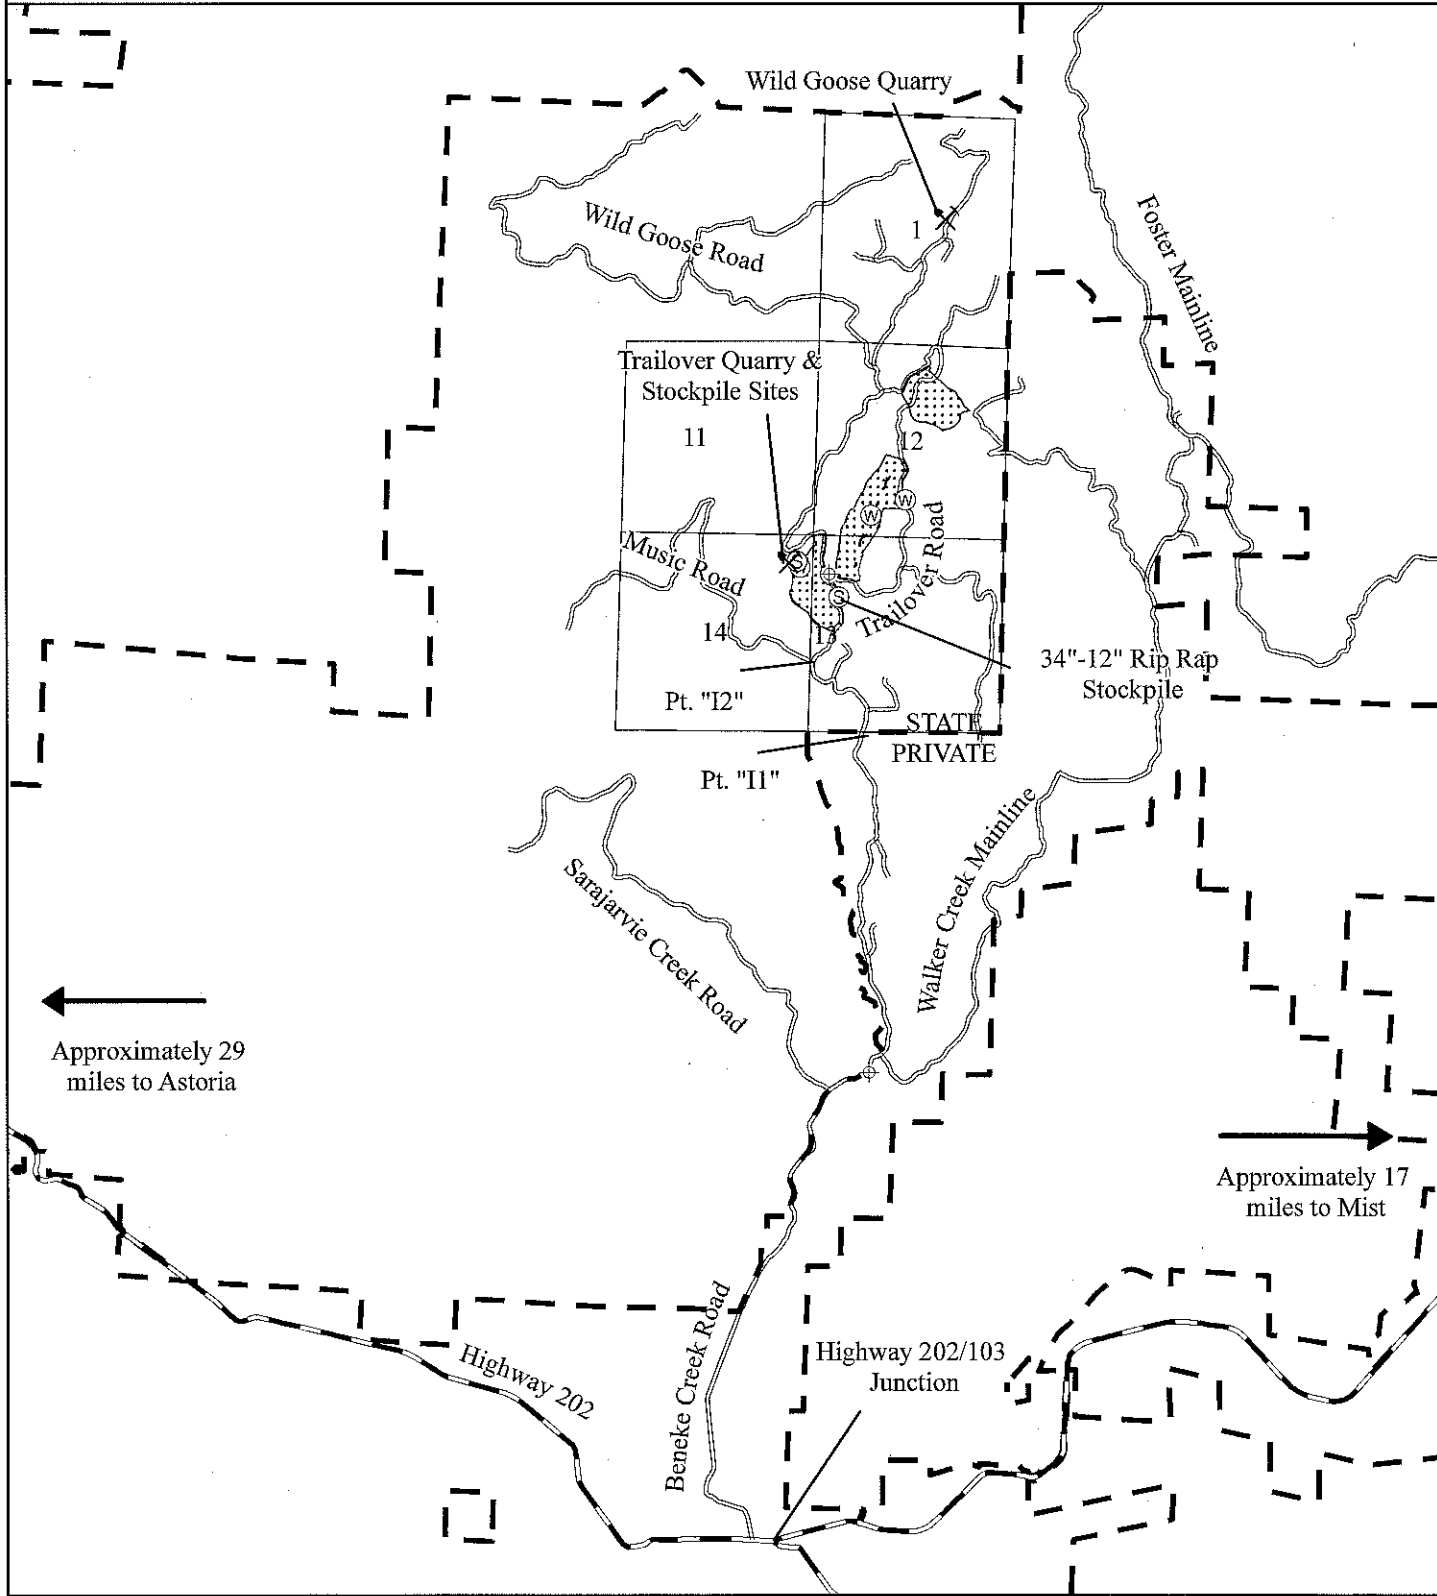 Wild Goose Quarry
Wild Goose Road
1
Foster Mainline
Trailover Quarry &
Stockpile Sites
11
12
W
W
Music Road
S
S
Trailover Road
14
13
34"-12" Rip Rap
Stockpile
Pt. "I2"
STATE
PRIVATE
Pt. "I1"
Walker Creek Mainline
Sarajarvie Creek Road
Approximately 29
miles to Astoria
Approximately 17
miles to Mist
Beneke Creek Road
Highway 202/103
Junction
Highway 202